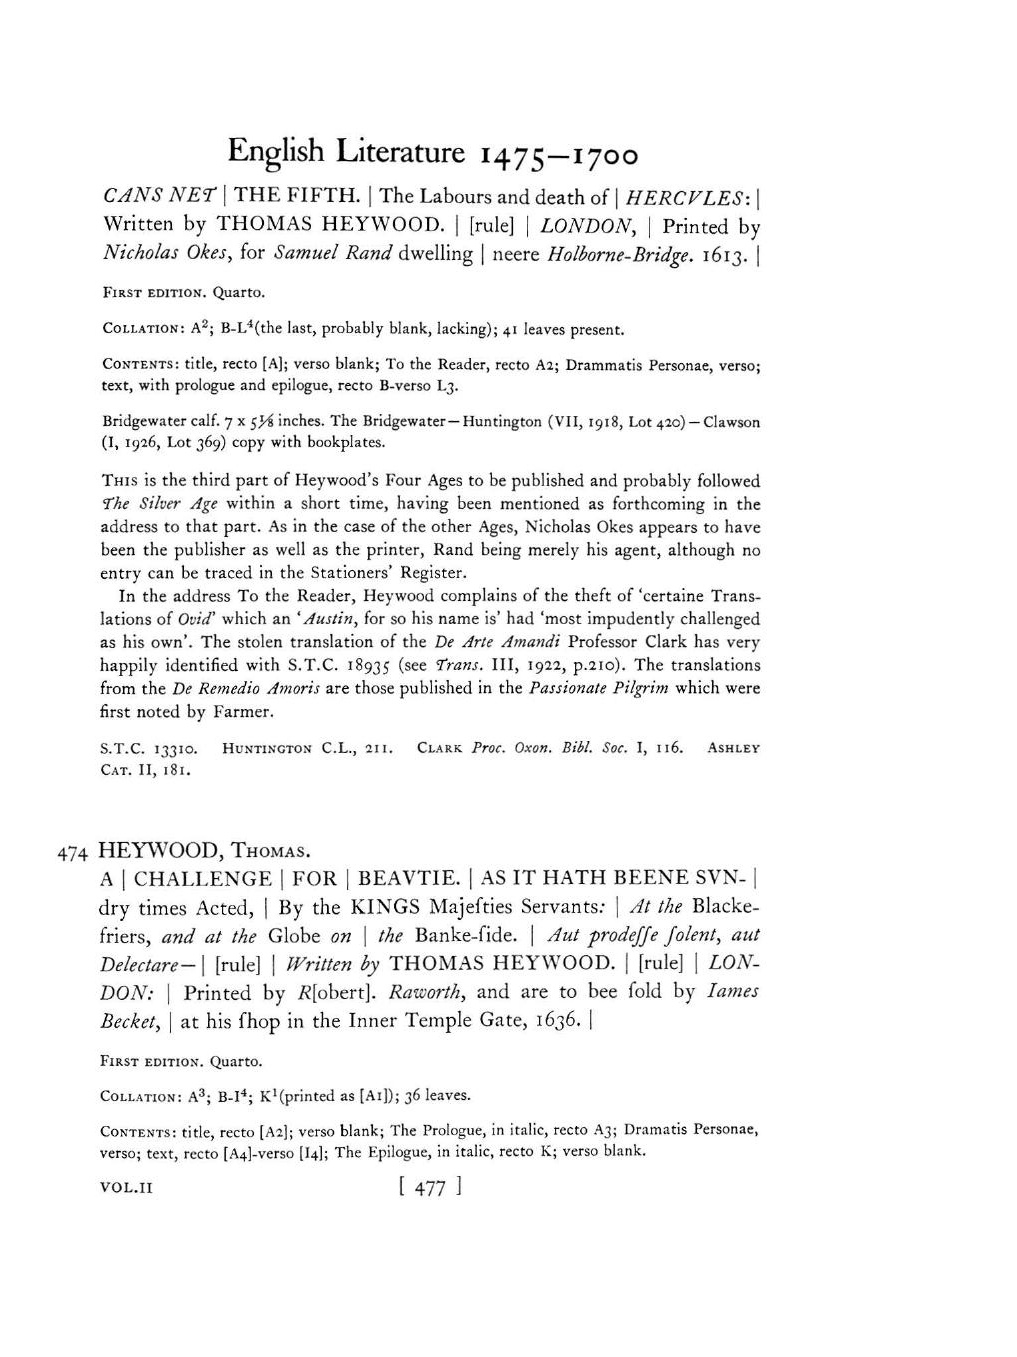 English Literature 1475—1700
CANS NET | THE FIFTH. | The Labours and death of | HERCVLES: |
Written by THOMAS HEYWOOD. | [rule] | LONDON, | Printed by
Nicholas Okes, for Samuel Rand dwelling | neere Holborne-Bridge. 1613. |
FIRST EDITION. Quarto.
COLLATION: A²; B-L⁴(the last, probably blank, lacking); 41 leaves present.
CONTENTS: title, recto [A]; verso blank; To the Reader, recto A2; Drammatis Personae, verso;
text, with prologue and epilogue, recto B-verso L3.
Bridgewater calf. 7 x 5⅛ inches. The Bridgewater—Huntington (VII, 1918, Lot 420)—Clawson
(I, 1926, Lot 369) copy with bookplates.
THIS is the third part of Heywood's Four Ages to be published and probably followed
The Silver Age within a short time, having been mentioned as forthcoming in the
address to that part. As in the case of the other Ages, Nicholas Okes appears to have
been the publisher as well as the printer, Rand being merely his agent, although no
entry can be traced in the Stationers' Register.
In the address To the Reader, Heywood complains of the theft of 'certaine Trans-
lations of Ovid' which an 'Austin, for so his name is' had 'most impudently challenged
as his own'. The stolen translation of the De Arte Amandi Professor Clark has very
happily identified with S.T.C. 18935 (see Trans. III, 1922, p.210). The translations
from the De Remedio Amoris are those published in the Passionate Pilgrim which were
first noted by Farmer.
S.T.C. 13310. HUNTINGTON C.L., 211. CLARK Proc. Oxon. Bibl. Soc. I, 116. ASHLEY
CAT. II, 181.
474 HEYWOOD, THOMAS.
A | CHALLENGE | FOR | BEAVTIE. | AS IT HATH BEENE SVN- |
dry times Acted, | By the KINGS Majeſties Servants: | At the Blacke-
friers, and at the Globe on | the Banke-ſide. | Aut prodeſſe ſolent, aut
Delectare— | [rule] | Written by THOMAS HEYWOOD. | [rule] | LON-
DON: | Printed by R[obert]. Raworth, and are to bee ſold by Iames
Becket, | at his ſhop in the Inner Temple Gate, 1636. |
FIRST EDITION. Quarto.
COLLATION: A³; B-I⁴; K¹(printed as [A1]); 36 leaves.
CONTENTS: title, recto [A2]; verso blank; The Prologue, in italic, recto A3; Dramatis Personae,
verso; text, recto [A4]-verso [I4]; The Epilogue, in italic, recto K; verso blank.
VOL.II [ 477 ]